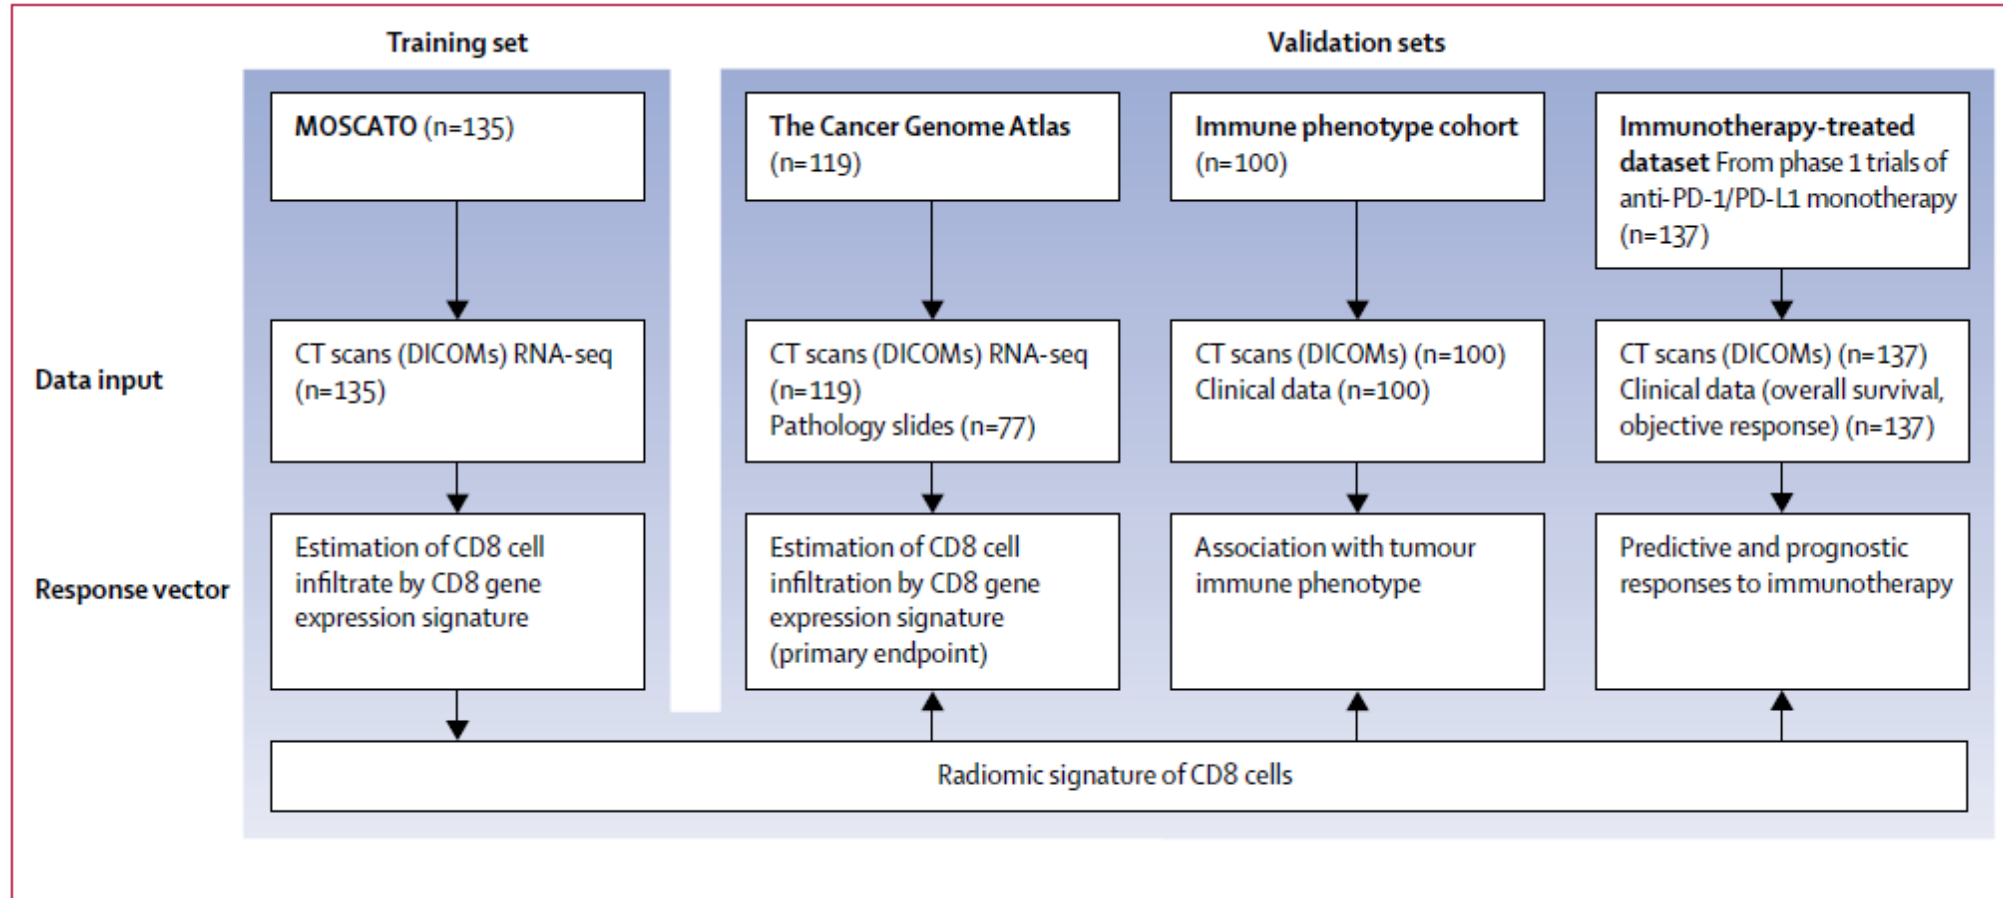 Training set
Validation sets
MOSCATO (n=135)
The Cancer Genome Atlas
(n=119)
Immune phenotype cohort
(n=100)
Immunotherapy-treated
dataset From phase 1 trials of
anti-PD-1/PD-L1 monotherapy
(n=137)
Data input
CT scans (DICOMs) RNA-seq
(n=135)
CT scans (DICOMs) RNA-seq
(n=119)
Pathology slides (n=77)
CT scans (DICOMs) (n=100)
Clinical data (n=100)
CT scans (DICOMs) (n=137)
Clinical data (overall survival,
objective response) (n=137)
Response vector
Estimation of CD8 cell
infiltrate by CD8 gene
expression signature
Estimation of CD8 cell
infiltration by CD8 gene
expression signature
(primary endpoint)
Association with tumour
immune phenotype
Predictive and prognostic
responses to immunotherapy
Radiomic signature of CD8 cells